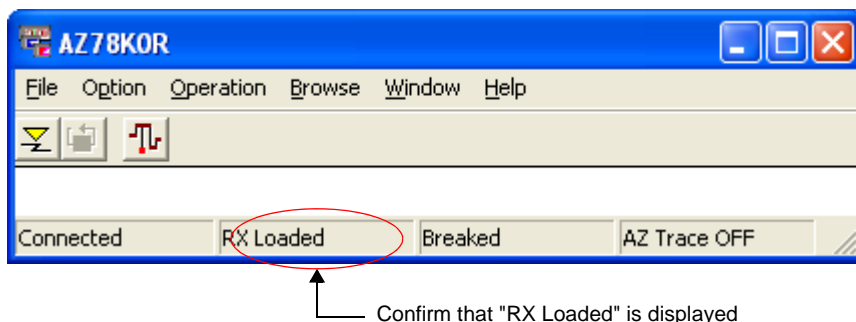 AZ78K0R
File Option Operation Browse Window Help
Connected RX Loaded Breaked AZ Trace OFF
Confirm that "RX Loaded" is displayed